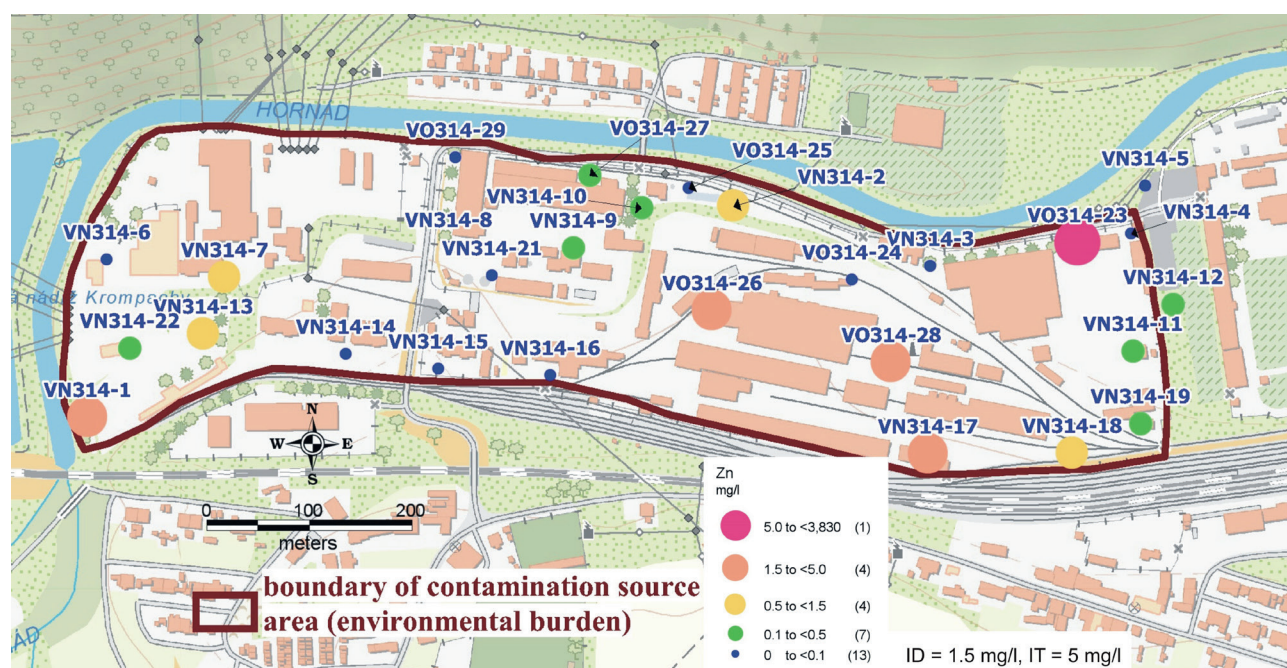 HORNÁD
VO314-29
VO314-27
VO314-25
VN314-2
VN314-5
VN314-10
VN314-8
VN314-9
VO314-23
VN314-4
VN314-6
VN314-7
VN314-21
VO314-24
VN314-3
VO314-26
VN314-12
a nádrž Krompachy
VN314-13
VN314-22
VN314-14
VN314-15
VN314-16
VO314-28
VN314-11
VN314-1
VN314-19
VN314-17
VN314-18
N
W E
S
0 100 200
meters
boundary of contamination source
area (environmental burden)
Zn
mg/l
5.0 to <3,830 (1)
1.5 to <5.0 (4)
0.5 to <1.5 (4)
0.1 to <0.5 (7)
0 to <0.1 (13)
ID = 1.5 mg/l, IT = 5 mg/l